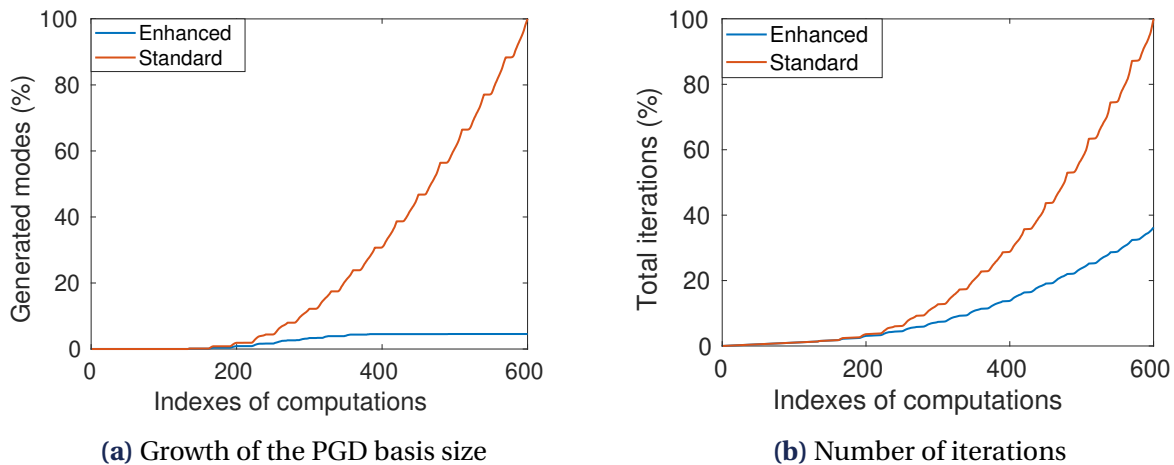 Enhanced
Standard
Generated modes (%)
100
80
60
40
20
0
0
200
400
600
Indexes of computations
(a) Growth of the PGD basis size
Enhanced
Standard
Total iterations (%)
100
80
60
40
20
0
0
200
400
600
Indexes of computations
(b) Number of iterations